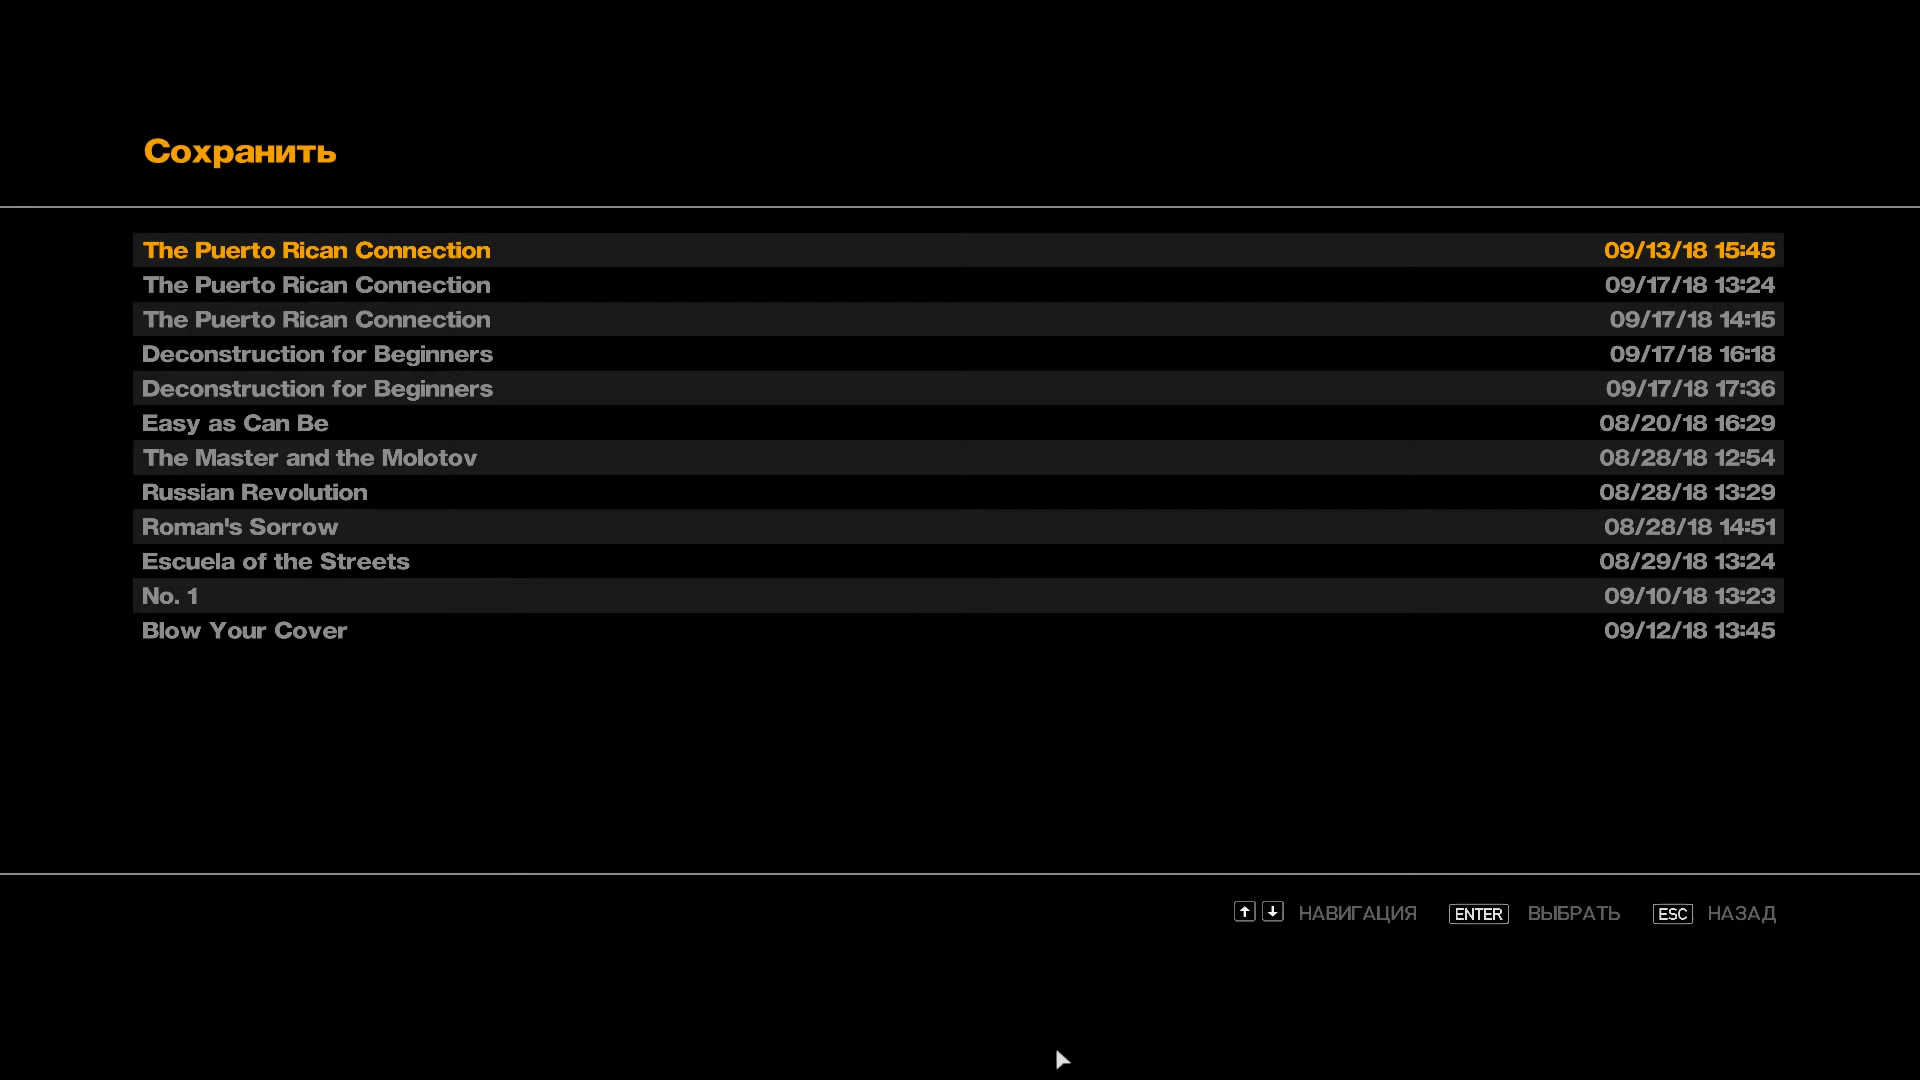 Сохранить
The Puerto Rican Connection 09/13/18 15:45
The Puerto Rican Connection 09/17/18 13:24
The Puerto Rican Connection 09/17/18 14:15
Deconstruction for Beginners 09/17/18 16:18
Deconstruction for Beginners 09/17/18 17:36
Easy as Can Be 08/20/18 16:29
The Master and the Molotov 08/28/18 12:54
Russian Revolution 08/28/18 13:29
Roman's Sorrow 08/28/18 14:51
Escuela of the Streets 08/29/18 13:24
No. 1 09/10/18 13:23
Blow Your Cover 09/12/18 13:45
↑ ↓ НАВИГАЦИЯ ENTER ВЫБРАТЬ ESC НАЗАД